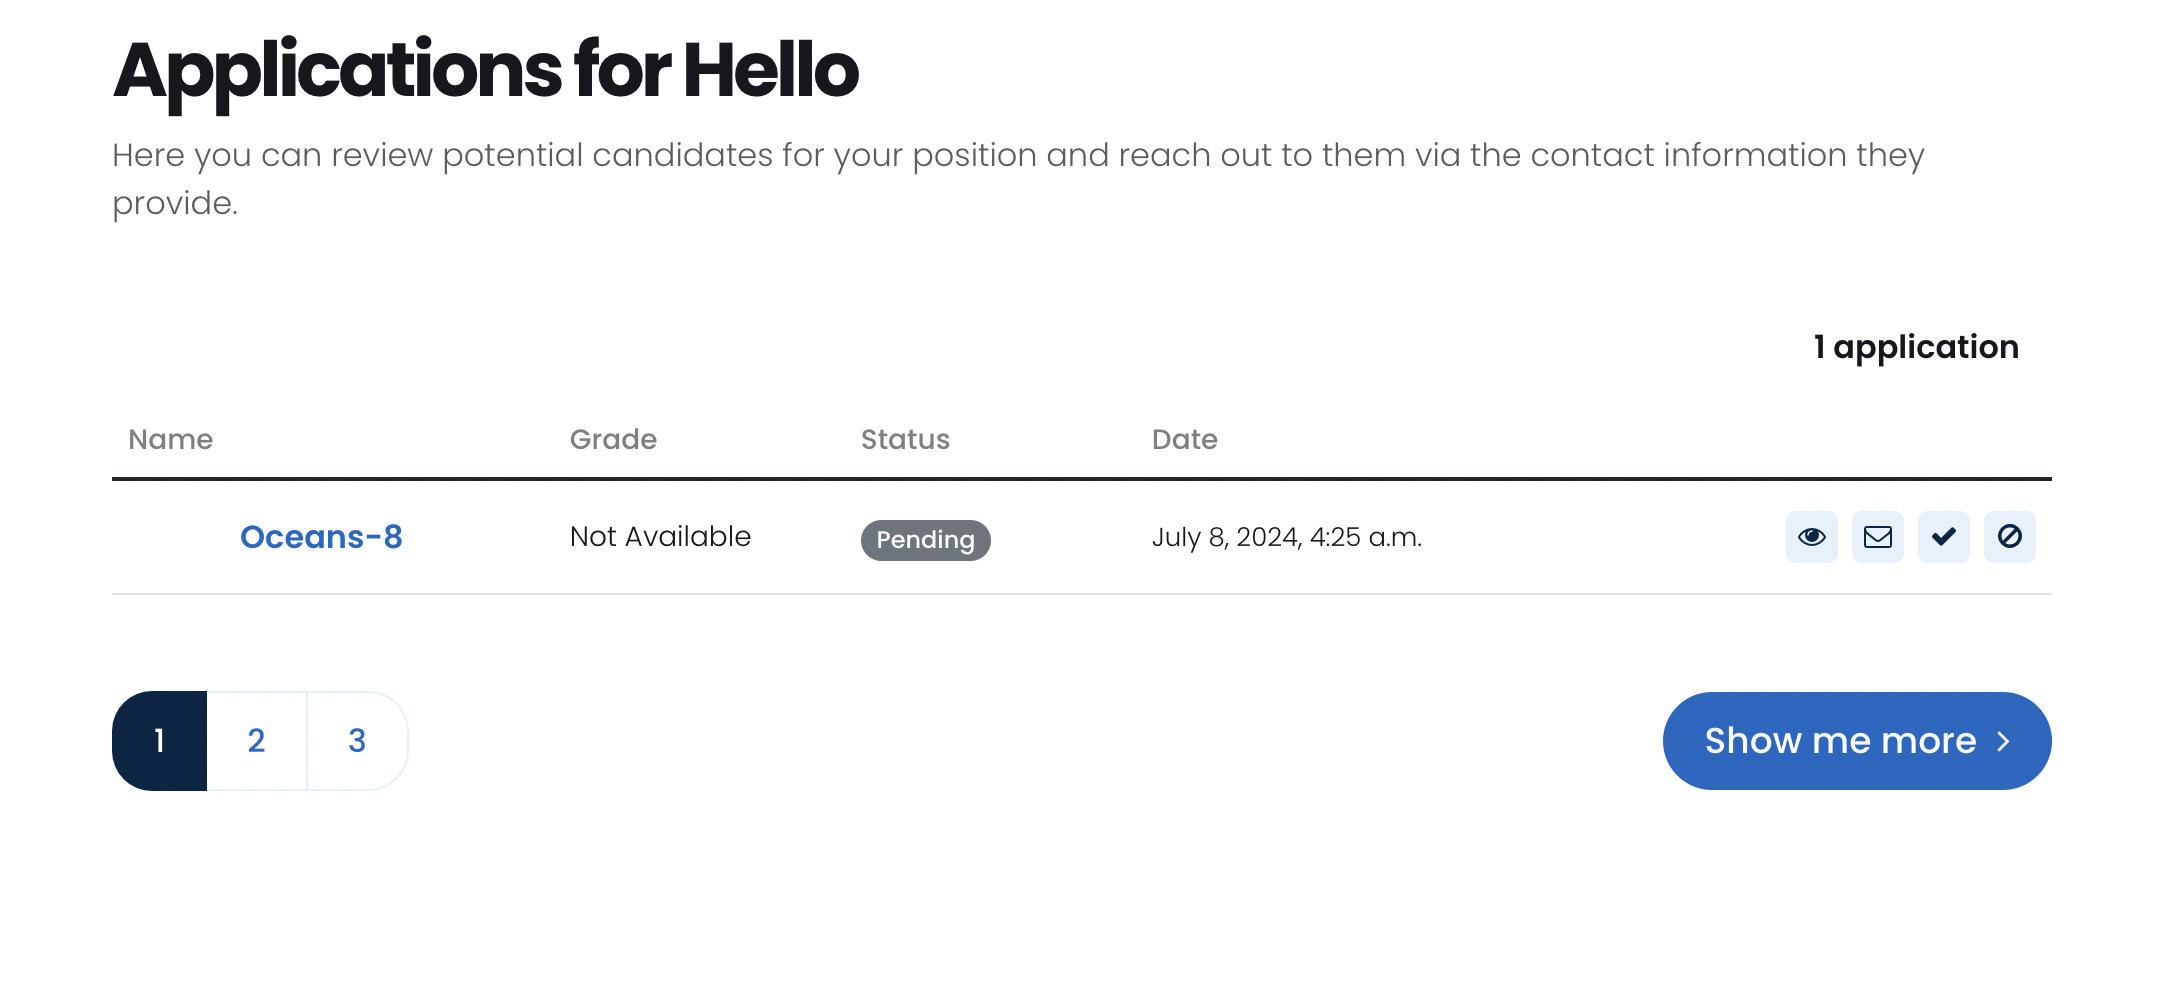 Applications for Hello
Here you can review potential candidates for your position and reach out to them via the contact information they
provide.
1 application
Name Grade Status Date
Oceans-8 Not Available Pending July 8, 2024, 4:25 a.m.
1 2 3 Show me more